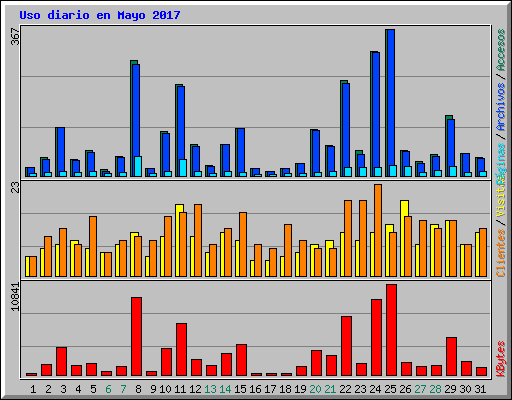 Uso diario en Mayo 2017
367
23
10841
Accesos
Archivos /
Páginas
Clientes / Visitas
KBytes
1 2 3 4 5 6 7 8 9 10 11 12 13 14 15 16 17 18 19 20 21 22 23 24 25 26 27 28 29 30 31